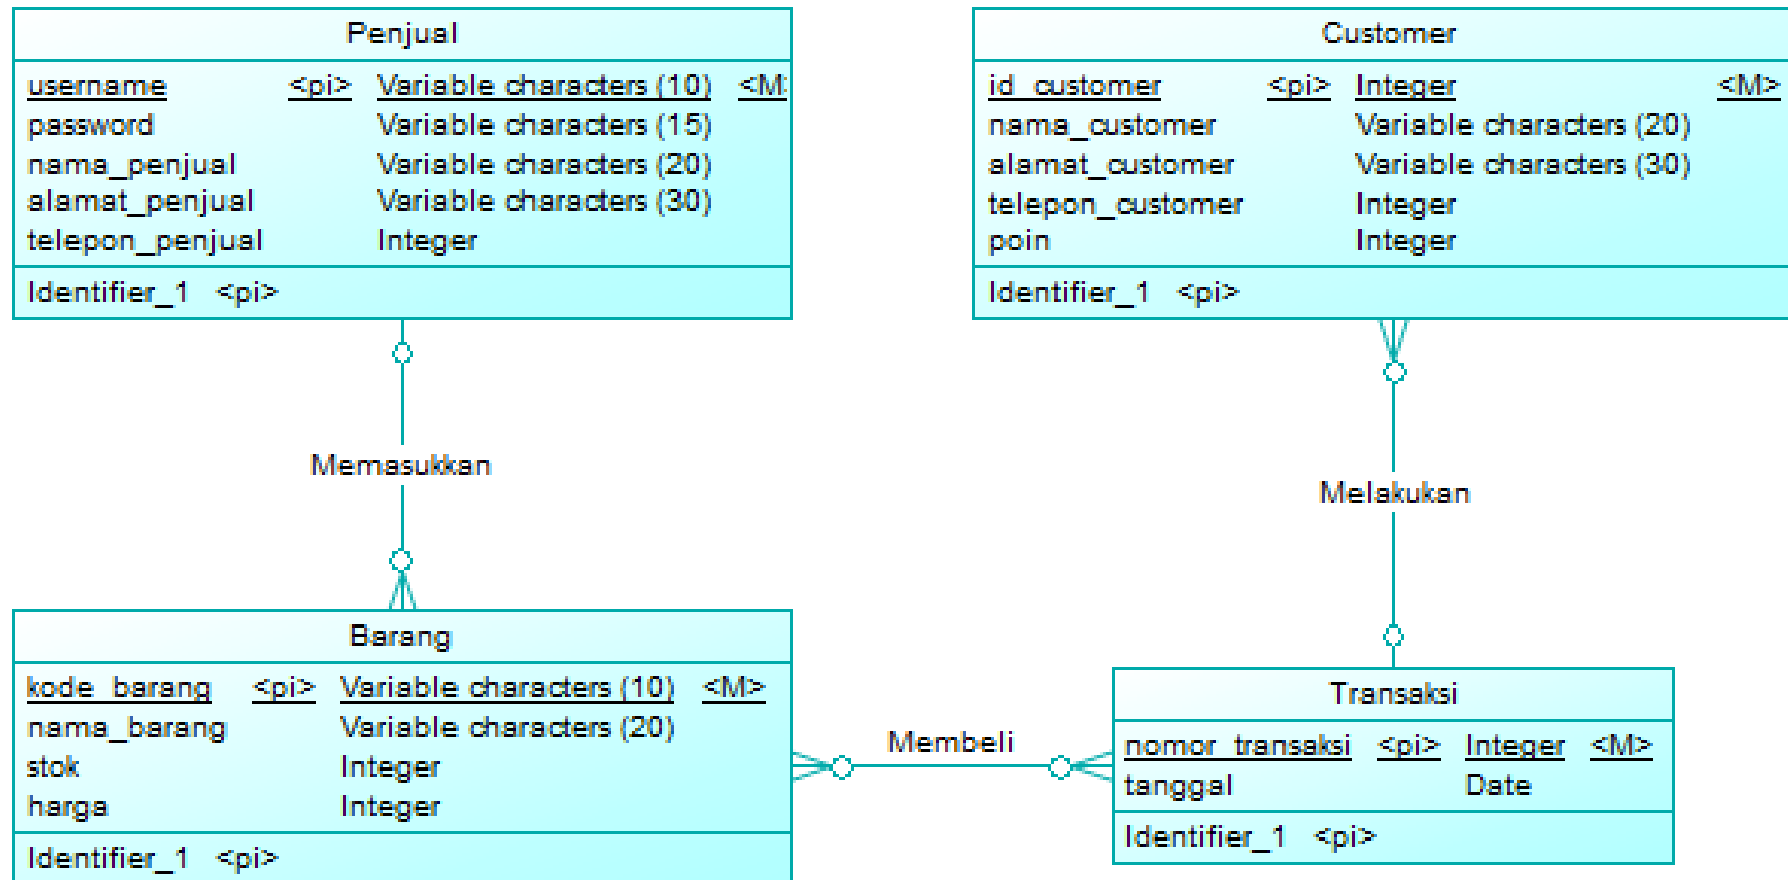 Penjual
username <pi> Variable characters (10) <M>
password Variable characters (15)
nama_penjual Variable characters (20)
alamat_penjual Variable characters (30)
telepon_penjual Integer
Identifier_1 <pi>
Customer
id_customer <pi> Integer <M>
nama_customer Variable characters (20)
alamat_customer Variable characters (30)
telepon_customer Integer
poin Integer
Identifier_1 <pi>
Memasukkan
Melakukan
Barang
kode_barang <pi> Variable characters (10) <M>
nama_barang Variable characters (20)
stok Integer
harga Integer
Identifier_1 <pi>
Membeli
Transaksi
nomor_transaksi <pi> Integer <M>
tanggal Date
Identifier_1 <pi>